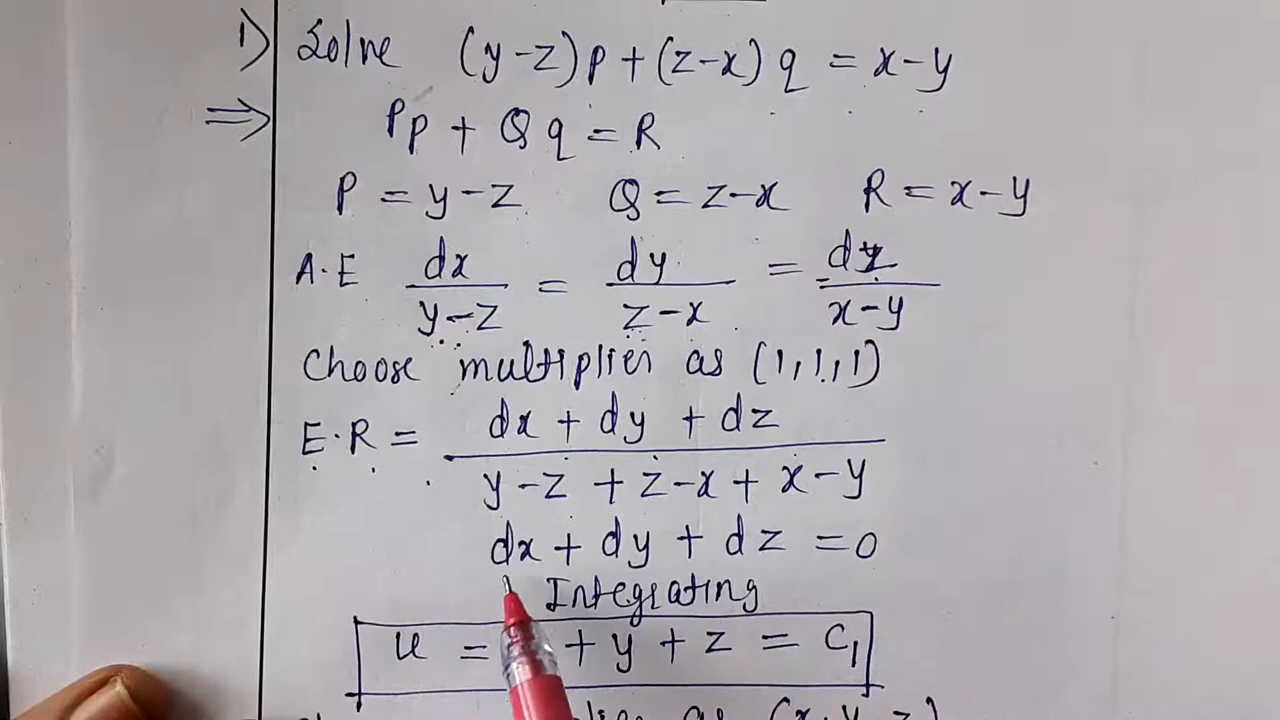 1) Solve (y-z)p + (z-x)q = x-y
⇒ Pp + Qq = R
P = y-z Q = z-x R = x-y
A.E dx/(y-z) = dy/(z-x) = dz/(x-y)
Choose multiplier as (1,1,1)
E.R = (dx + dy + dz)/(y-z + z-x + x-y)
dx + dy + dz = 0
Integrating
u = + y + z = C₁
as (x, y, z)